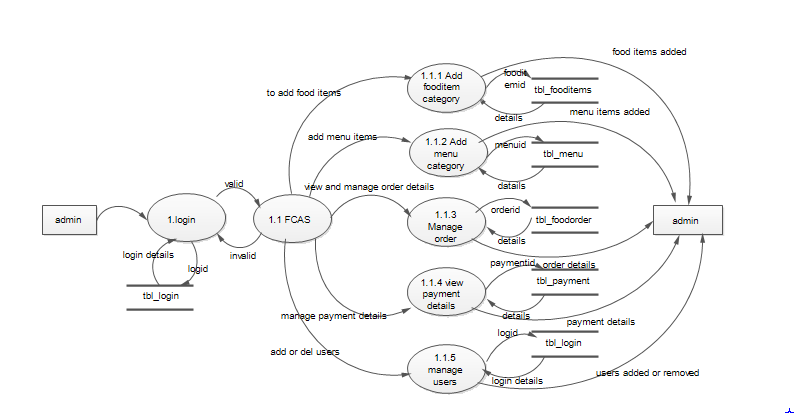 food items added
1.1.1 Add
fooditem
category
foodit
emid
tbl_fooditems
to add food items
details
menu items added
add menu items
1.1.2 Add
menu
category
menuid
tbl_menu
valid
view and manage order details
datails
admin
1.login
1.1 FCAS
1.1.3
Manage
order
orderid
tbl_foodorder
admin
details
login details
invalid
logid
paymentid
order details
1.1.4 view
payment
details
tbl_payment
tbl_login
manage payment details
details
payment details
logid
add or del users
1.1.5
manage
users
tbl_login
login details
users added or removed